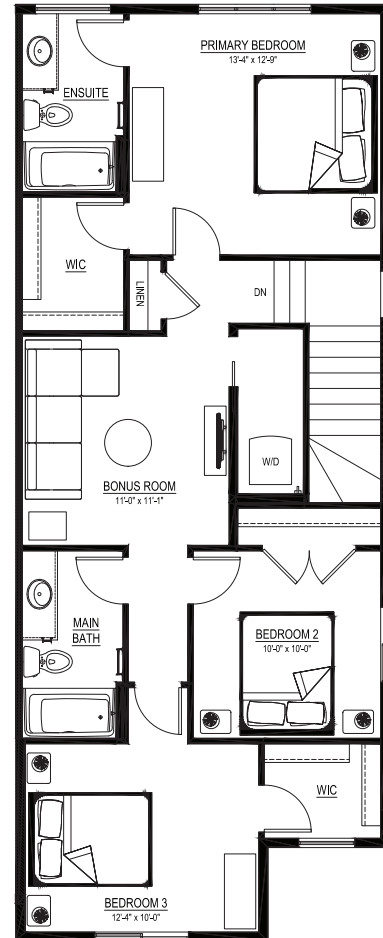 PRIMARY BEDROOM
13'-4" x 12'-9"
ENSUITE
WIC
LINEN
DN
W/D
BONUS ROOM
11'-0" x 11'-1"
MAIN
BATH
BEDROOM 2
10'-0" x 10'-0"
WIC
BEDROOM 3
12'-4" x 10'-0"